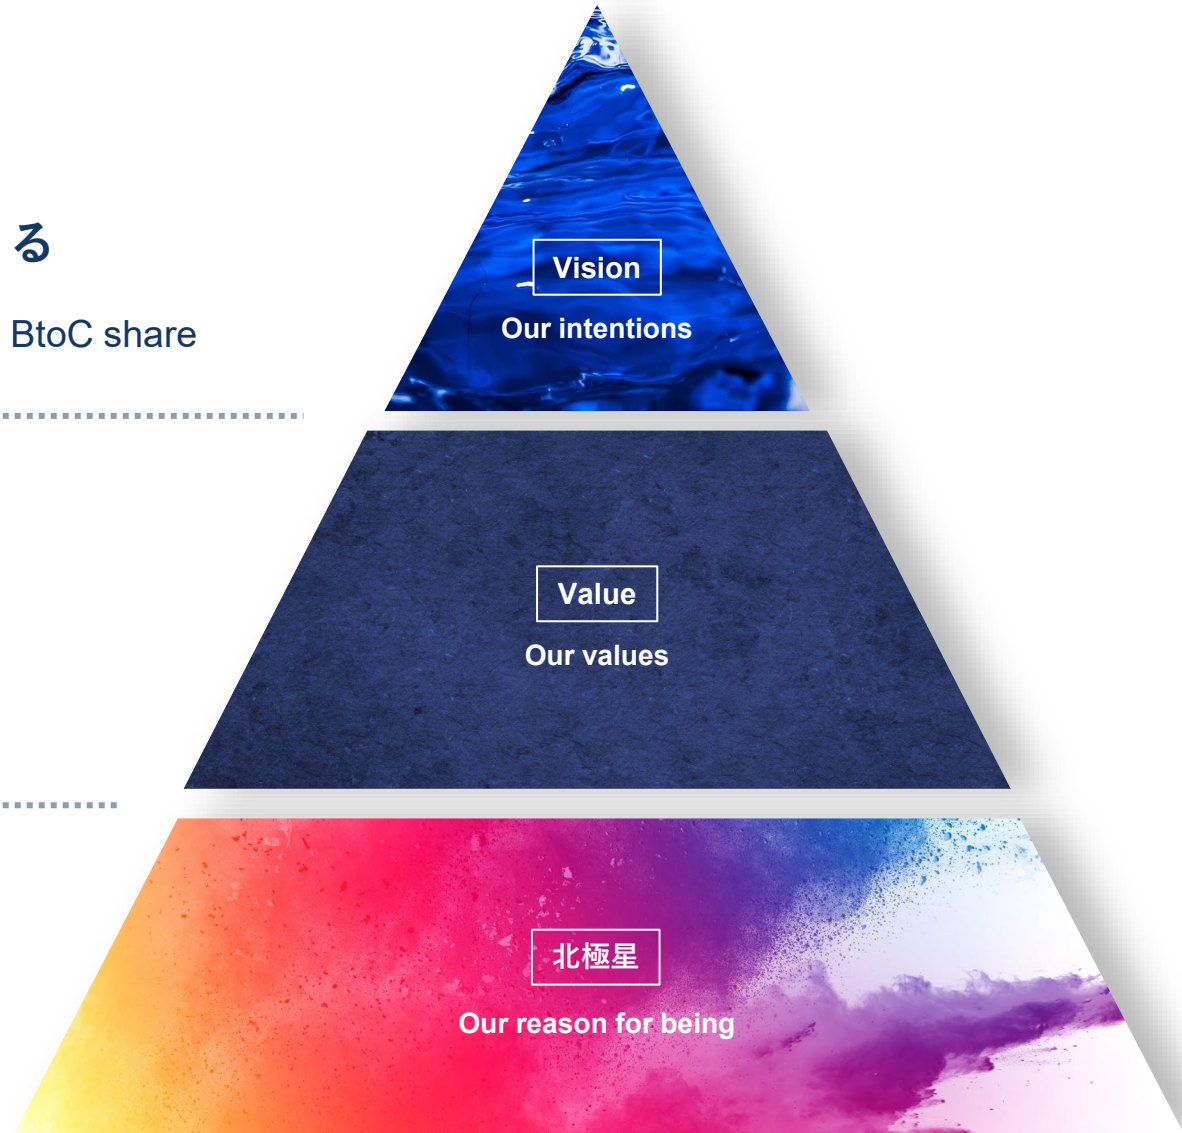 Vision
Our intentions
る
BtoC share
Value
Our values
北極星
Our reason for being